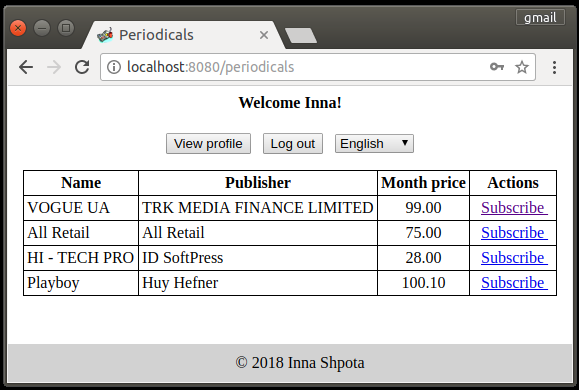 gmail
Periodicals
localhost:8080/periodicals
Welcome Inna!
View profile Log out English
Name Publisher Month price Actions
VOGUE UA TRK MEDIA FINANCE LIMITED 99.00 Subscribe
All Retail All Retail 75.00 Subscribe
HI - TECH PRO ID SoftPress 28.00 Subscribe
Playboy Huy Hefner 100.10 Subscribe
© 2018 Inna Shpota